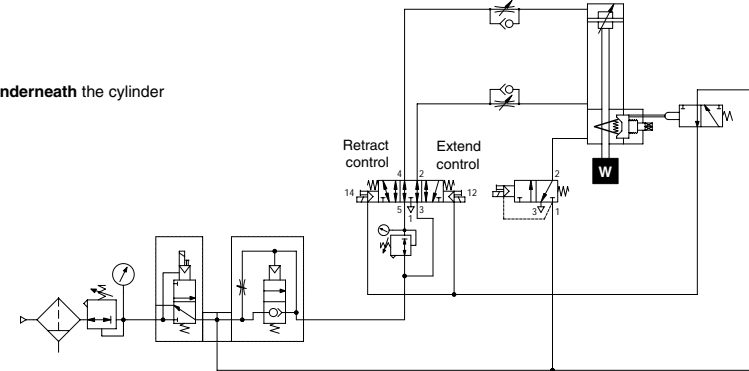 nderneath the cylinder
Retract
control
Extend
control
4 2
14 12
5 3
1
2
3 1
W